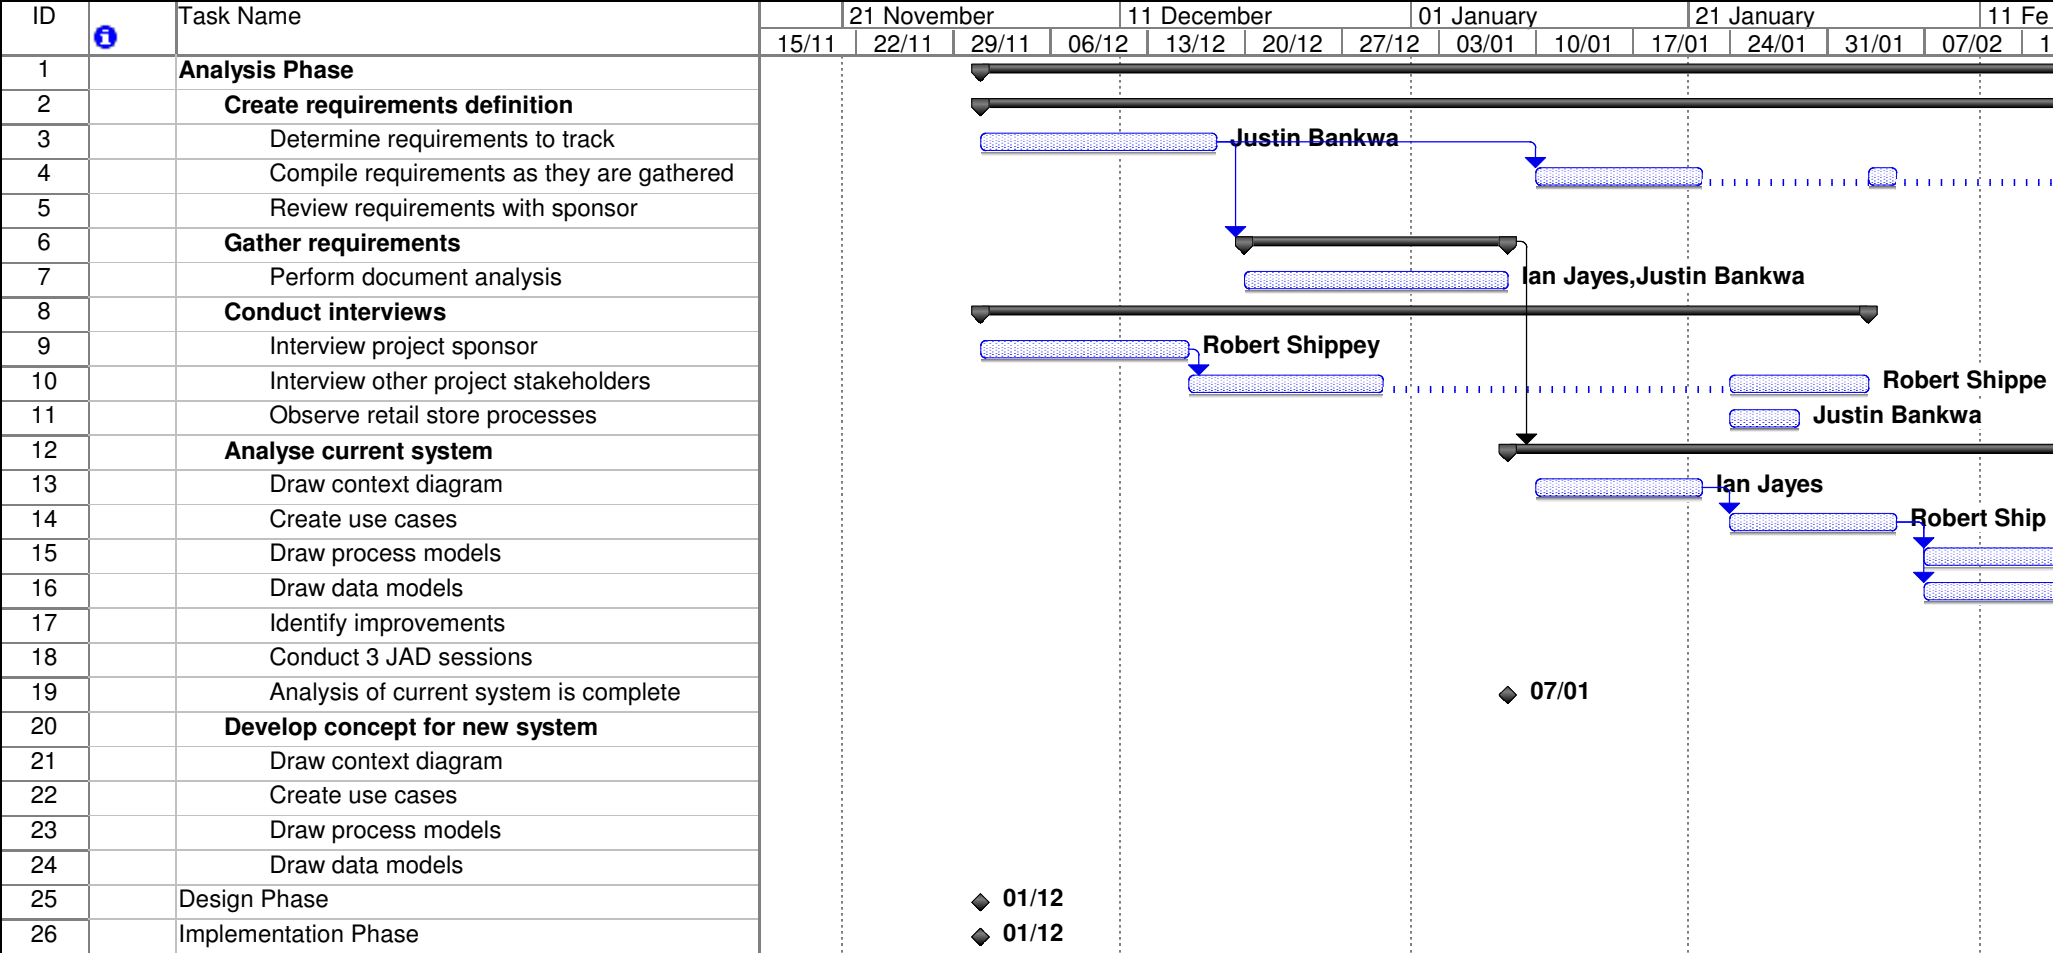 ID Task Name 21 November 11 December 01 January 21 January 11 Fe
15/11 22/11 29/11 06/12 13/12 20/12 27/12 03/01 10/01 17/01 24/01 31/01 07/02 1
1 Analysis Phase
2 Create requirements definition
3 Determine requirements to track Justin Bankwa
4 Compile requirements as they are gathered
5 Review requirements with sponsor
6 Gather requirements
7 Perform document analysis Ian Jayes,Justin Bankwa
8 Conduct interviews
9 Interview project sponsor Robert Shippey
10 Interview other project stakeholders Robert Shippe
11 Observe retail store processes Justin Bankwa
12 Analyse current system
13 Draw context diagram Ian Jayes
14 Create use cases Robert Ship
15 Draw process models
16 Draw data models
17 Identify improvements
18 Conduct 3 JAD sessions
19 Analysis of current system is complete 07/01
20 Develop concept for new system
21 Draw context diagram
22 Create use cases
23 Draw process models
24 Draw data models
25 Design Phase 01/12
26 Implementation Phase 01/12